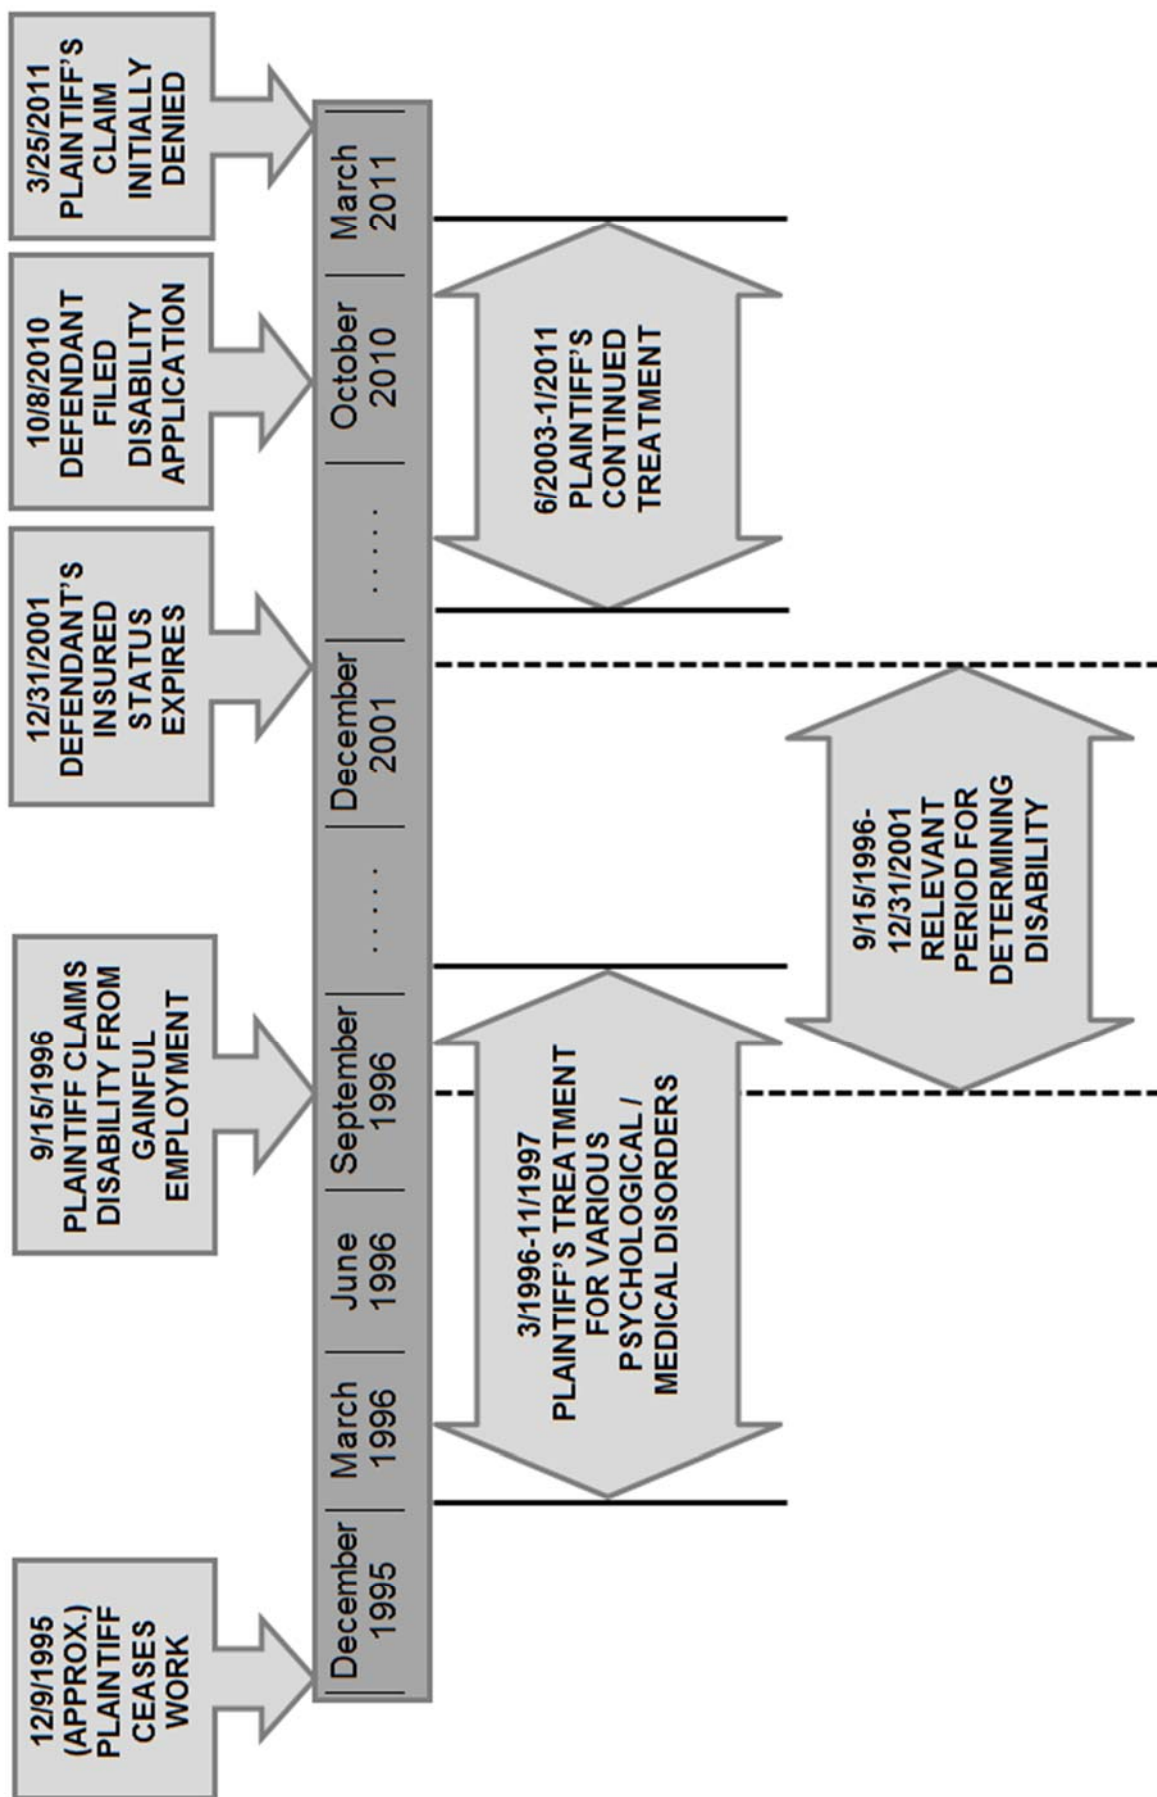 12/9/1995
(APPROX.)
PLAINTIFF
CEASES
WORK
9/15/1996
PLAINTIFF CLAIMS
DISABILITY FROM
GAINFUL
EMPLOYMENT
12/31/2001
DEFENDANT'S
INSURED
STATUS
EXPIRES
10/8/2010
DEFENDANT
FILED
DISABILITY
APPLICATION
3/25/2011
PLAINTIFF'S
CLAIM
INITIALLY
DENIED
December
1995
March
1996
June
1996
September
1996
.....
December
2001
.....
October
2010
March
2011
3/1996-11/1997
PLAINTIFF'S TREATMENT
FOR VARIOUS
PSYCHOLOGICAL /
MEDICAL DISORDERS
6/2003-1/2011
PLAINTIFF'S
CONTINUED
TREATMENT
9/15/1996-
12/31/2001
RELEVANT
PERIOD FOR
DETERMINING
DISABILITY